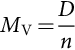 M_V = D/n